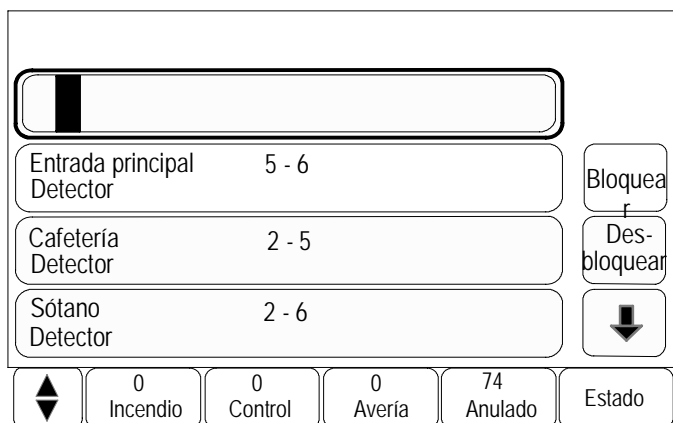 Entrada principal 5 - 6
Detector
Bloquea
r
Cafetería 2 - 5
Detector
Des-
bloquear
Sótano 2 - 6
Detector
0 0 0 74
Incendio Control Avería Anulado Estado